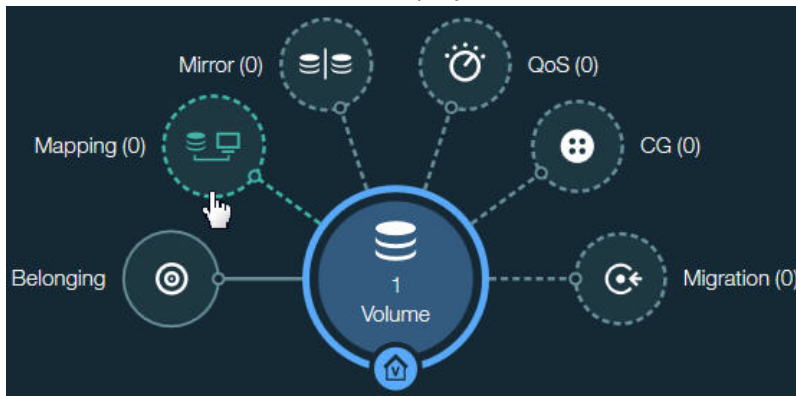 Mirror (0)
QoS (0)
Mapping (0)
CG (0)
Belonging
Migration (0)
1
Volume
V